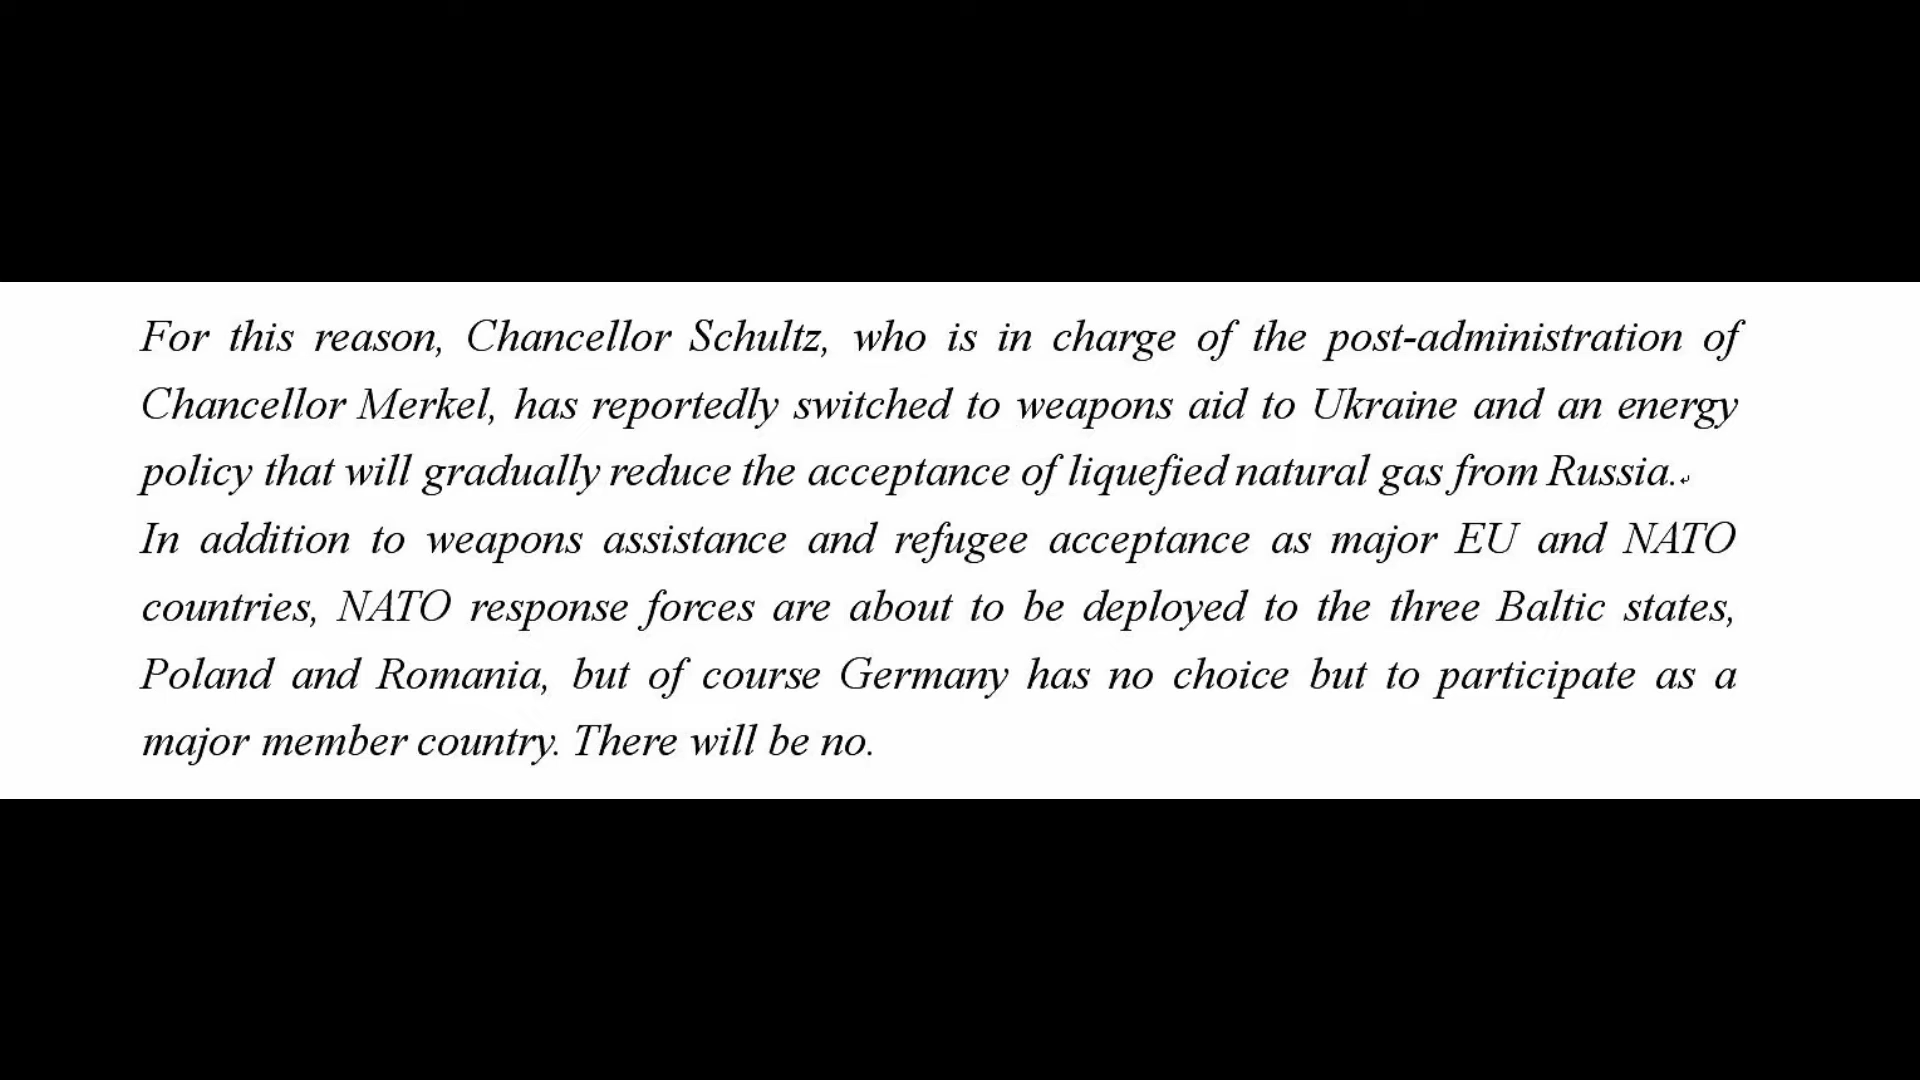 For this reason, Chancellor Schultz, who is in charge of the post-administration of
Chancellor Merkel, has reportedly switched to weapons aid to Ukraine and an energy
policy that will gradually reduce the acceptance of liquefied natural gas from Russia.
In addition to weapons assistance and refugee acceptance as major EU and NATO
countries, NATO response forces are about to be deployed to the three Baltic states,
Poland and Romania, but of course Germany has no choice but to participate as a
major member country. There will be no.